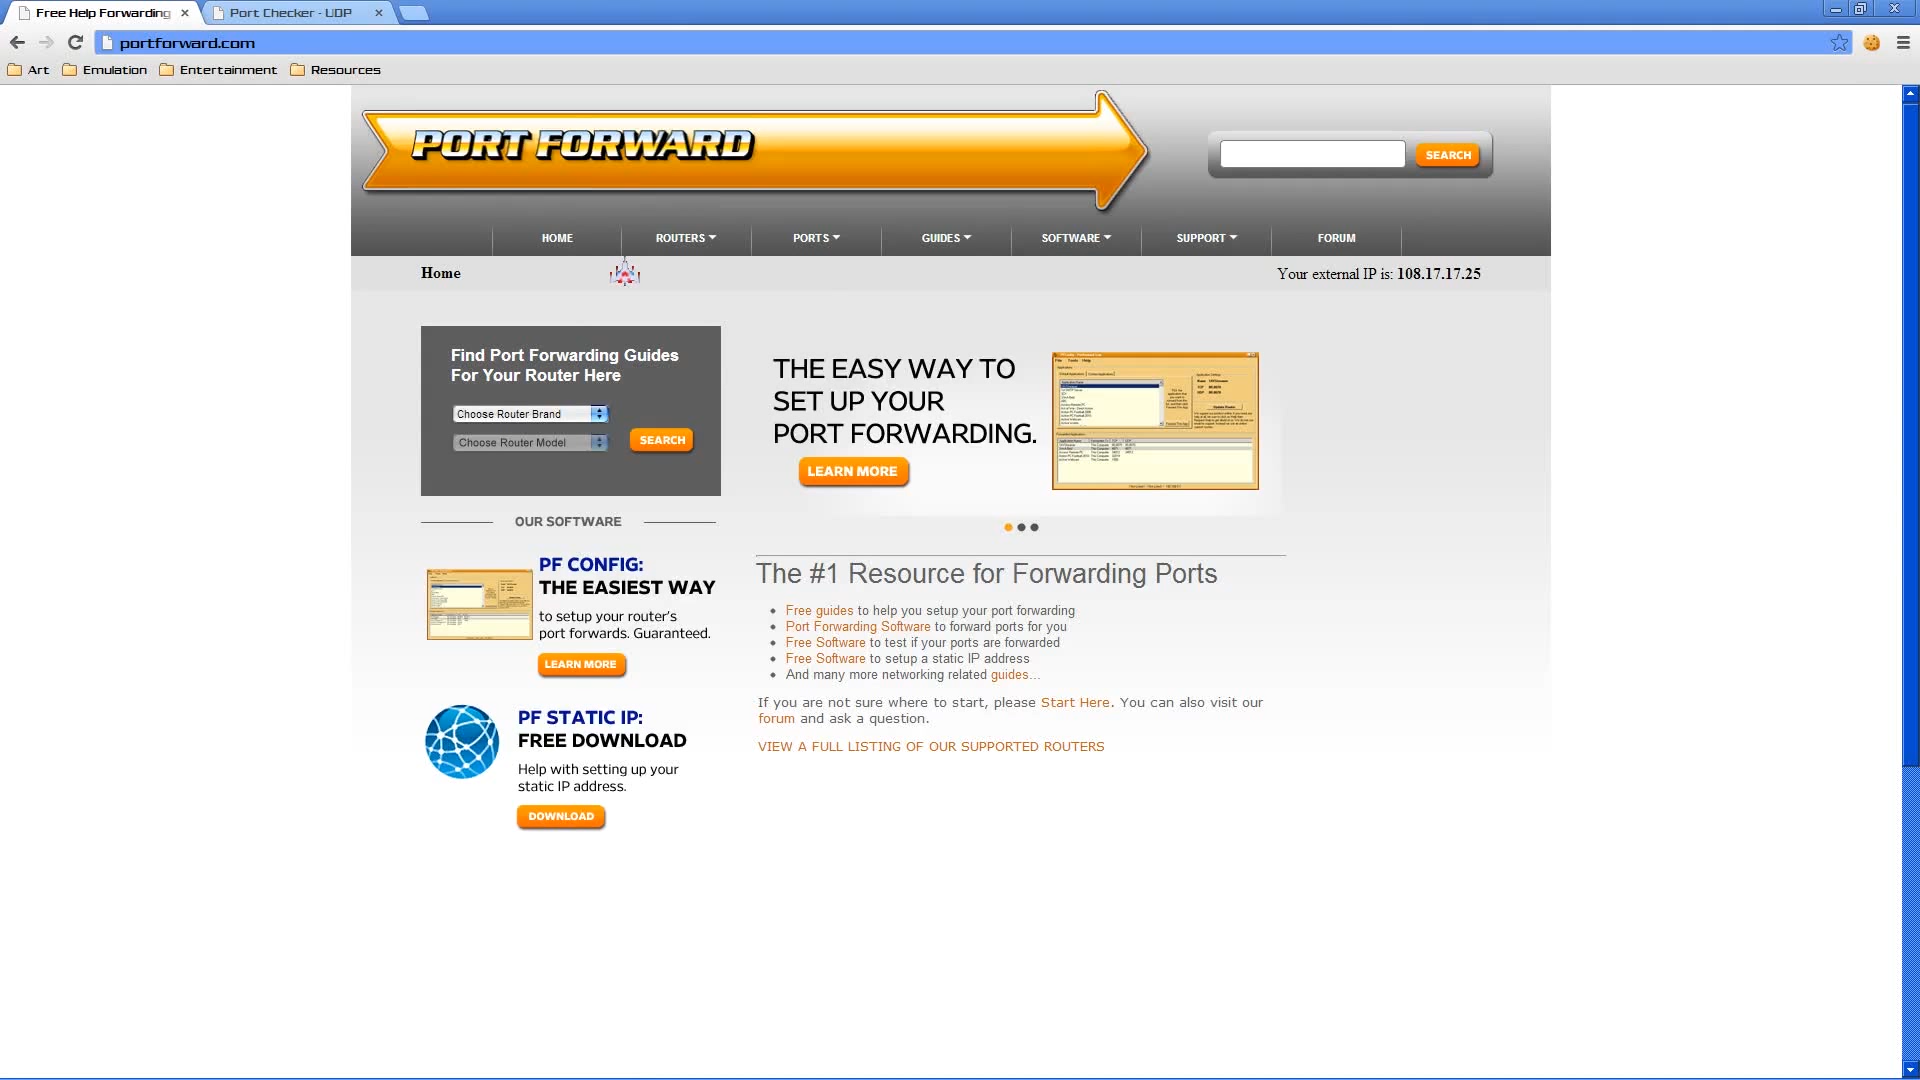 Free Help Forwarding
Port Checker - UDP
portforward.com
Art
Emulation
Entertainment
Resources
PORT FORWARD
SEARCH
HOME
ROUTERS
PORTS
GUIDES
SOFTWARE
SUPPORT
FORUM
Home
Your external IP is: 108.17.17.25
Find Port Forwarding Guides
For Your Router Here
Choose Router Brand
Choose Router Model
SEARCH
THE EASY WAY TO
SET UP YOUR
PORT FORWARDING.
LEARN MORE
OUR SOFTWARE
PF CONFIG:
THE EASIEST WAY
to setup your router's
port forwards. Guaranteed.
LEARN MORE
PF STATIC IP:
FREE DOWNLOAD
Help with setting up your
static IP address.
DOWNLOAD
The #1 Resource for Forwarding Ports
Free guides to help you setup your port forwarding
Port Forwarding Software to forward ports for you
Free Software to test if your ports are forwarded
Free Software to setup a static IP address
And many more networking related guides...
If you are not sure where to start, please Start Here. You can also visit our
forum and ask a question.
VIEW A FULL LISTING OF OUR SUPPORTED ROUTERS